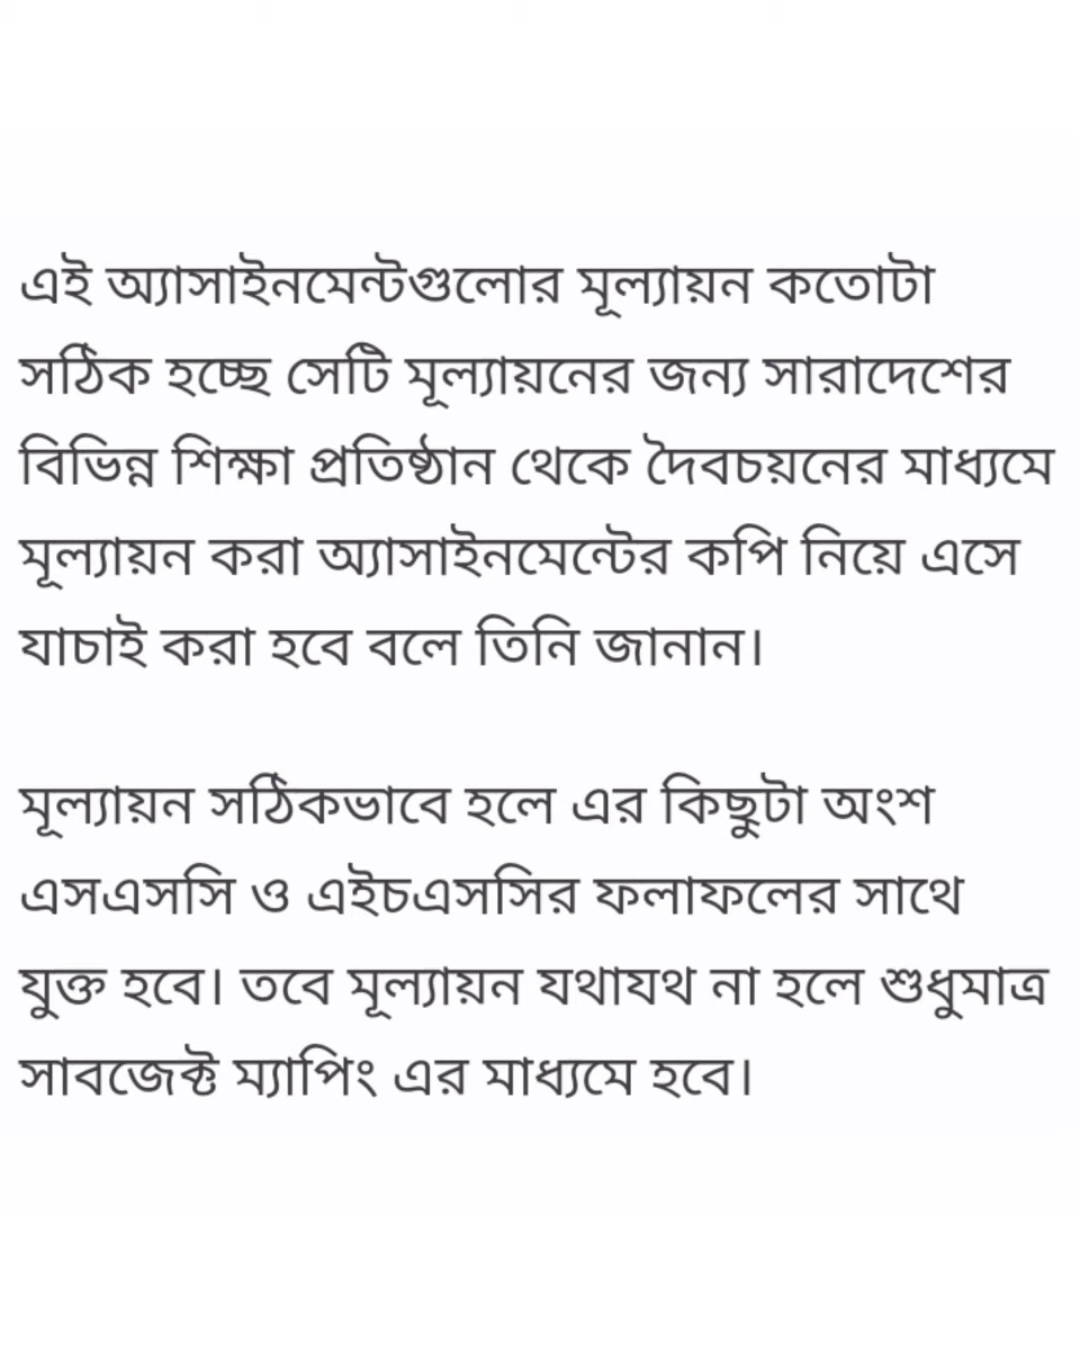 এই অ্যাসাইনমেন্টগুলোর মূল্যায়ন কতোটা
সঠিক হচ্ছে সেটি মূল্যায়নের জন্য সারাদেশের
বিভিন্ন শিক্ষা প্রতিষ্ঠান থেকে দৈবচয়নের মাধ্যমে
মূল্যায়ন করা অ্যাসাইনমেন্টের কপি নিয়ে এসে
যাচাই করা হবে বলে তিনি জানান।
মূল্যায়ন সঠিকভাবে হলে এর কিছুটা অংশ
এসএসসি ও এইচএসসির ফলাফলের সাথে
যুক্ত হবে। তবে মূল্যায়ন যথাযথ না হলে শুধুমাত্র
সাবজেক্ট ম্যাপিং এর মাধ্যমে হবে।